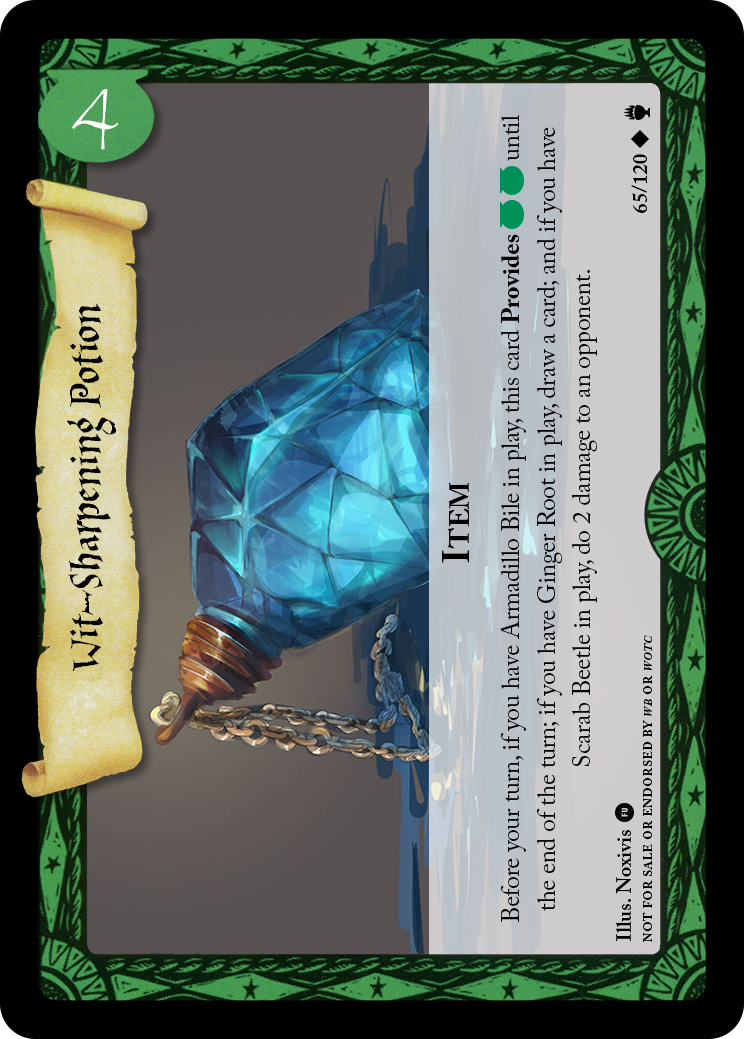 4
Wit-Sharpening Potion
Item
Before your turn, if you have Armadillo Bile in play, this card Provides until
the end of the turn; if you have Ginger Root in play, draw a card; and if you have
Scarab Beetle in play, do 2 damage to an opponent.
Illus. Noxivis FU
NOT FOR SALE OR ENDORSED BY WB OR WOTC
65/120